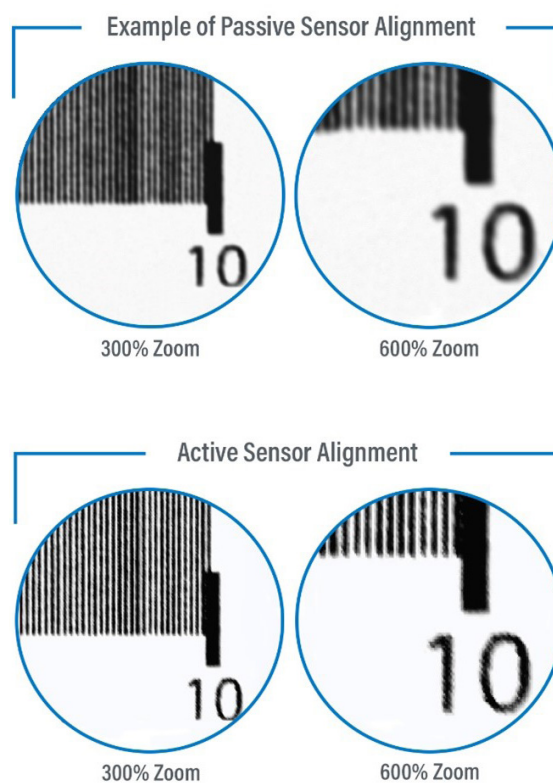 Example of Passive Sensor Alignment
10
10
300% Zoom
600% Zoom
Active Sensor Alignment
10
10
300% Zoom
600% Zoom